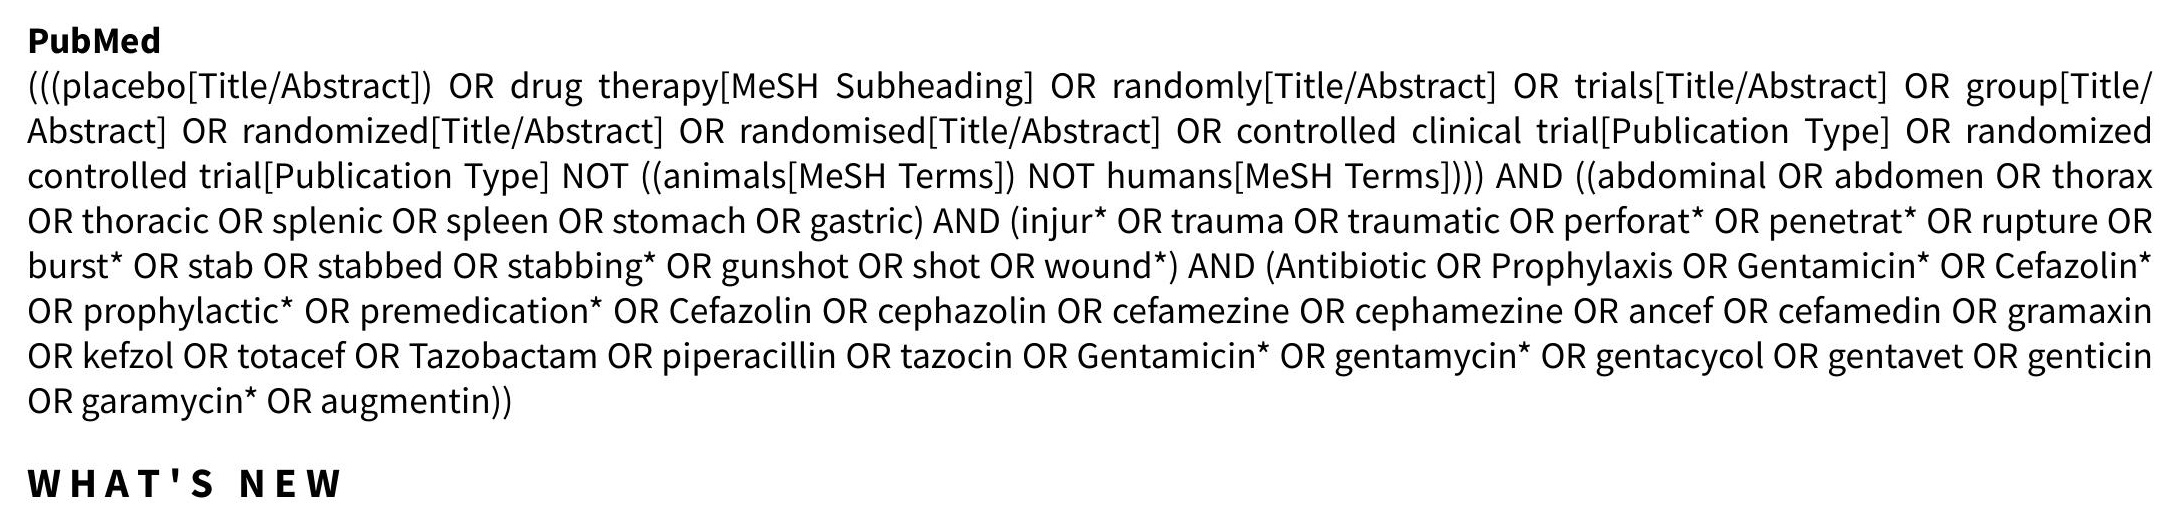 PubMed
(((placebo[Title/Abstract]) OR drug therapy[MeSH Subheading] OR randomly[Title/Abstract] OR trials[Title/Abstract] OR group[Title/
Abstract] OR randomized[Title/Abstract] OR randomised[Title/Abstract] OR controlled clinical trial[Publication Type] OR randomized
controlled trial[Publication Type] NOT ((animals[MeSH Terms]) NOT humans[MeSH Terms]))) AND ((abdominal OR abdomen OR thorax
OR thoracic OR splenic OR spleen OR stomach OR gastric) AND (injur* OR trauma OR traumatic OR perforat* OR penetrat* OR rupture OR
burst* OR stab OR stabbed OR stabbing* OR gunshot OR shot OR wound*) AND (Antibiotic OR Prophylaxis OR Gentamicin* OR Cefazolin*
OR prophylactic* OR premedication* OR Cefazolin OR cephazolin OR cefamezine OR cephamezine OR ancef OR cefamedin OR gramaxin
OR kefzol OR totacef OR Tazobactam OR piperacillin OR tazocin OR Gentamicin* OR gentamycin* OR gentacycol OR gentavet OR genticin
OR garamycin* OR augmentin))
WHAT'S NEW